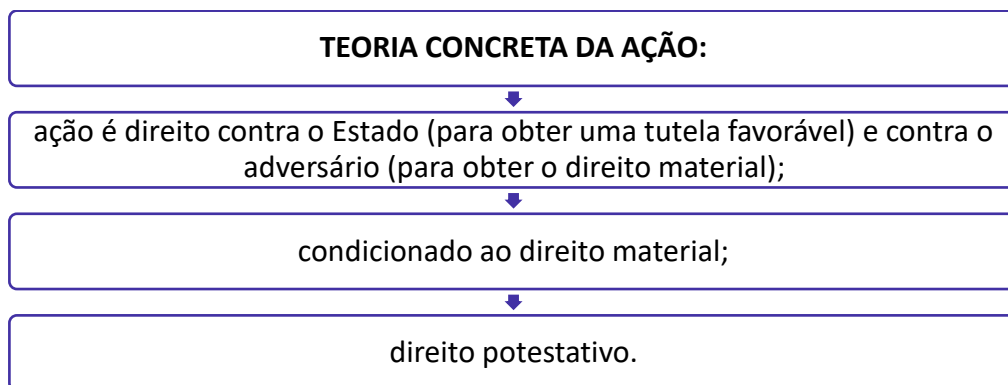 TEORIA CONCRETA DA AÇÃO:
ação é direito contra o Estado (para obter uma tutela favorável) e contra o
adversário (para obter o direito material);
condicionado ao direito material;
direito potestativo.